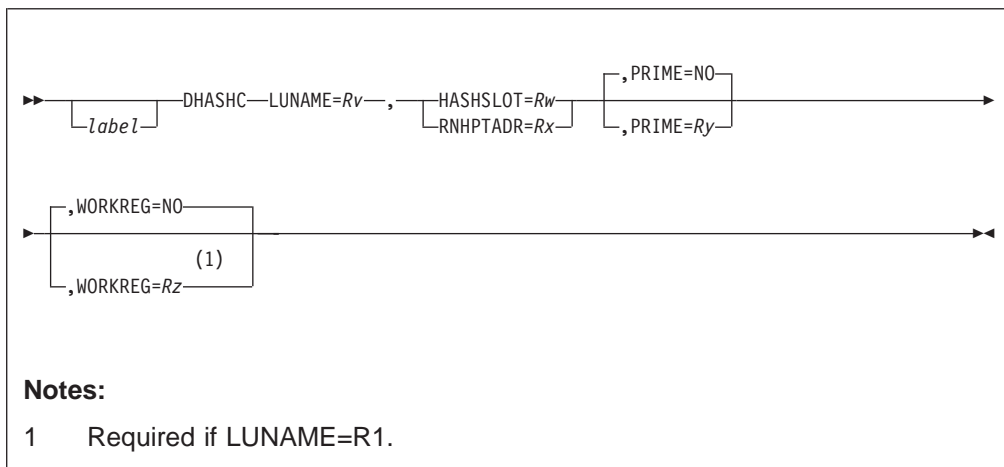 ,PRIME=NO
label DHASHC LUNAME=Rv , HASHSLOT=Rw
RNHPTADR=Rx ,PRIME=Ry
,WORKREG=NO
(1)
,WORKREG=Rz
Notes:
1 Required if LUNAME=R1.